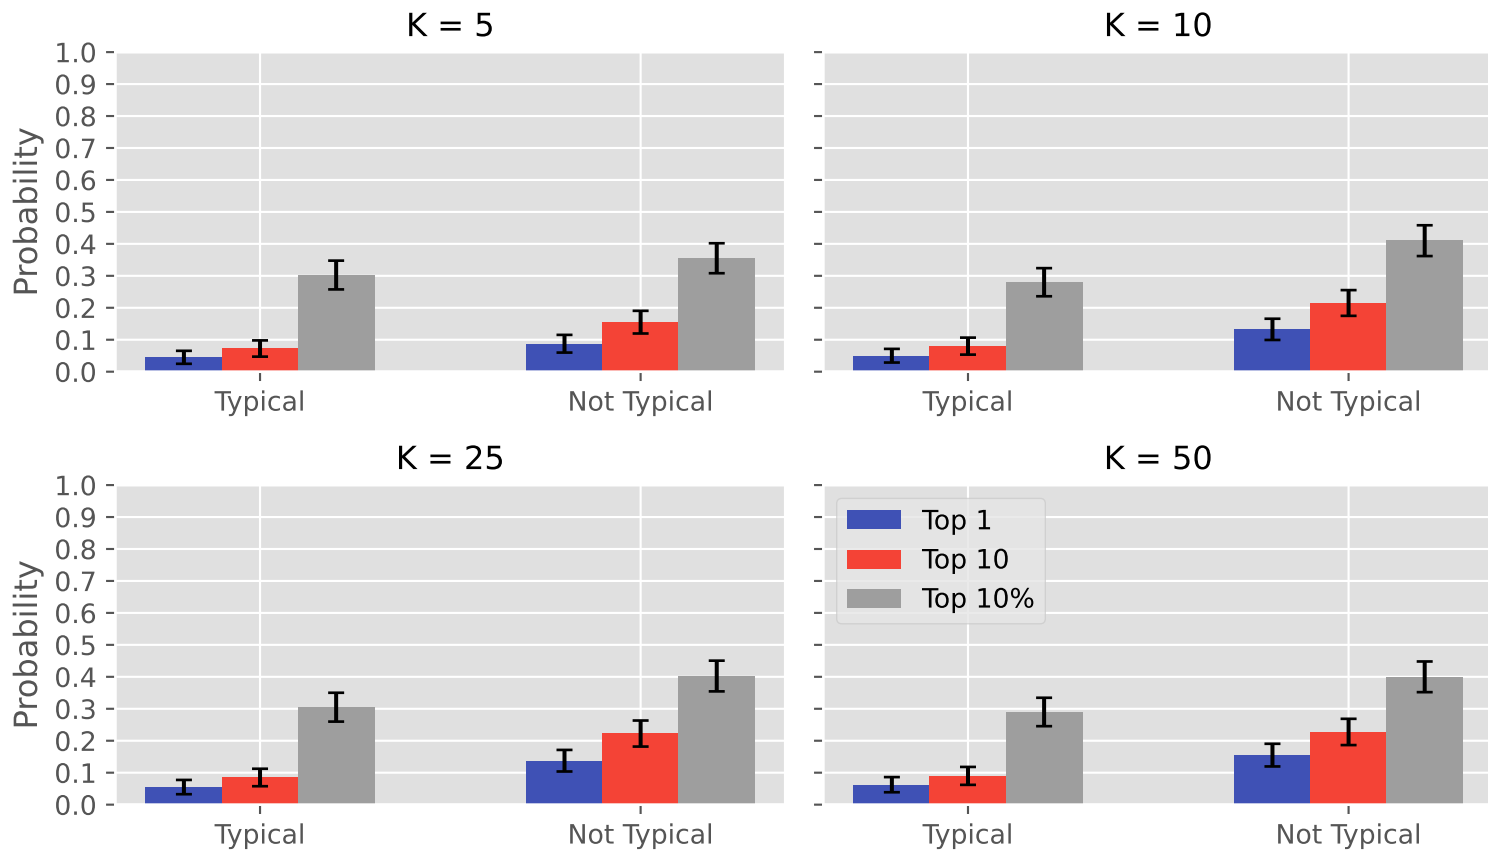 K = 5
K = 10
Probability
1.0
0.9
0.8
0.7
0.6
0.5
0.4
0.3
0.2
0.1
0.0
Typical
Not Typical
Typical
Not Typical
K = 25
K = 50
Probability
1.0
0.9
0.8
0.7
0.6
0.5
0.4
0.3
0.2
0.1
0.0
Top 1
Top 10
Top 10%
Typical
Not Typical
Typical
Not Typical